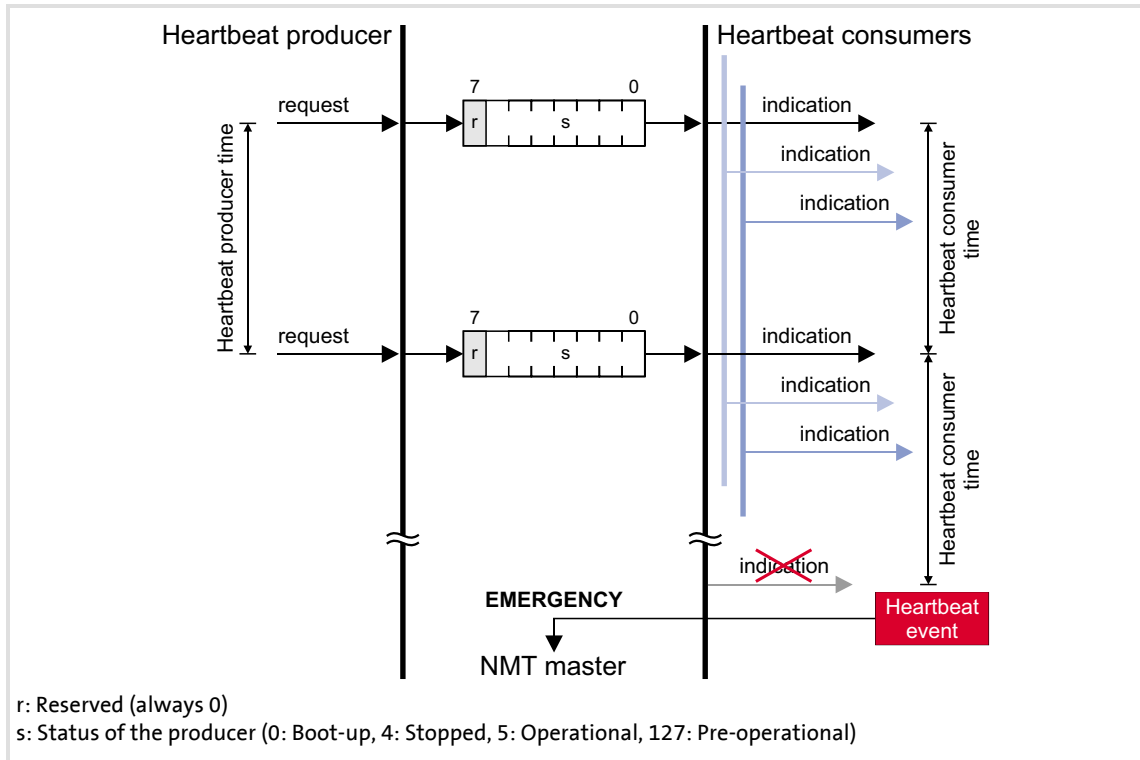 Heartbeat producer
Heartbeat consumers
7 0
request
r s
indication
indication
indication
Heartbeat producer time
Heartbeat consumer
time
7 0
request
r s
indication
indication
indication
Heartbeat consumer
time
indication
EMERGENCY
Heartbeat
event
NMT master
r: Reserved (always 0)
s: Status of the producer (0: Boot-up, 4: Stopped, 5: Operational, 127: Pre-operational)